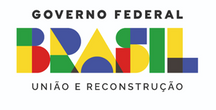 GOVERNO FEDERAL
BRASIL
UNIÃO E RECONSTRUÇÃO